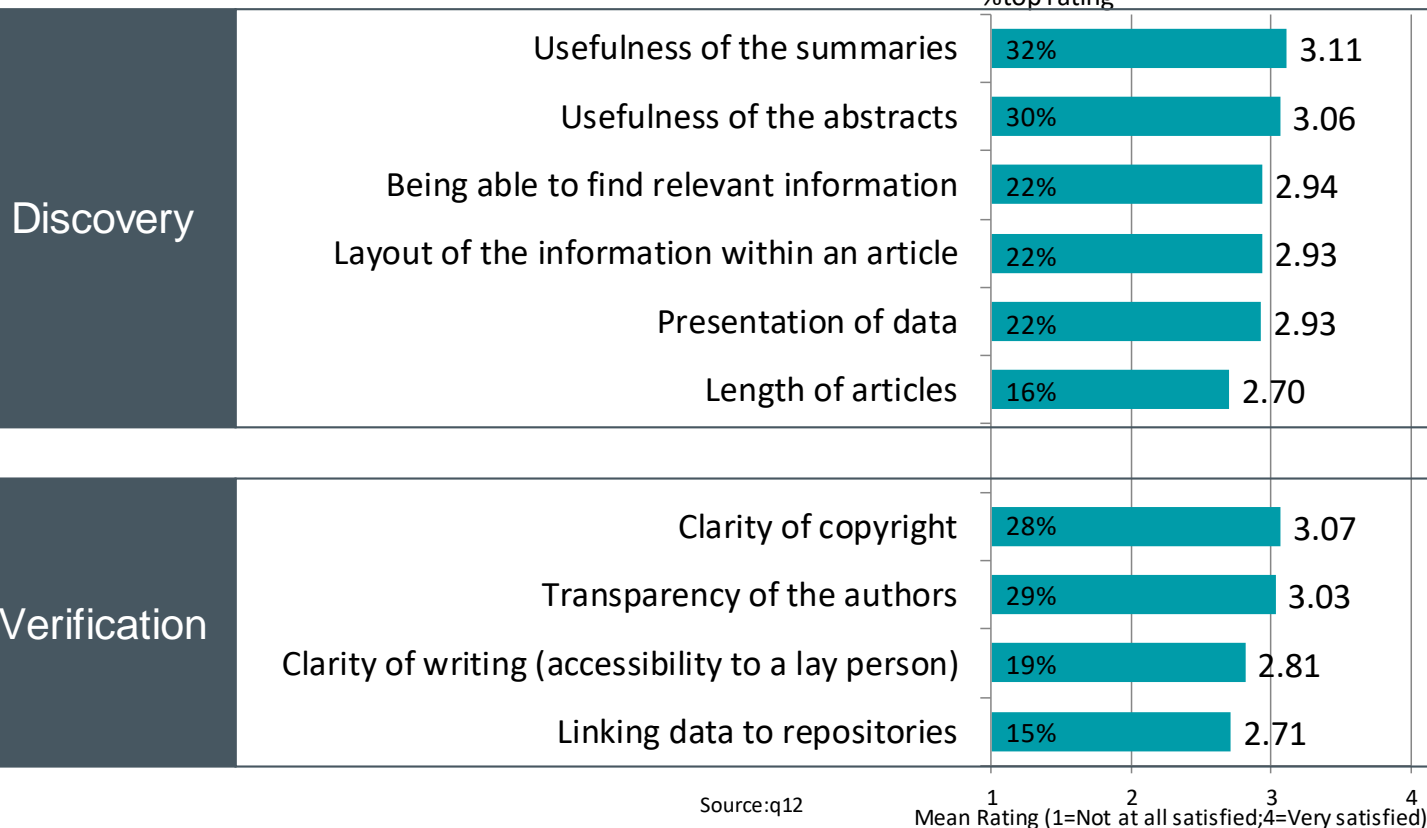 %top rating
Discovery
Usefulness of the summaries 32% 3.11
Usefulness of the abstracts 30% 3.06
Being able to find relevant information 22% 2.94
Layout of the information within an article 22% 2.93
Presentation of data 22% 2.93
Length of articles 16% 2.70
Verification
Clarity of copyright 28% 3.07
Transparency of the authors 29% 3.03
Clarity of writing (accessibility to a lay person) 19% 2.81
Linking data to repositories 15% 2.71
1 2 3 4
Source:q12
Mean Rating (1=Not at all satisfied;4=Very satisfied)